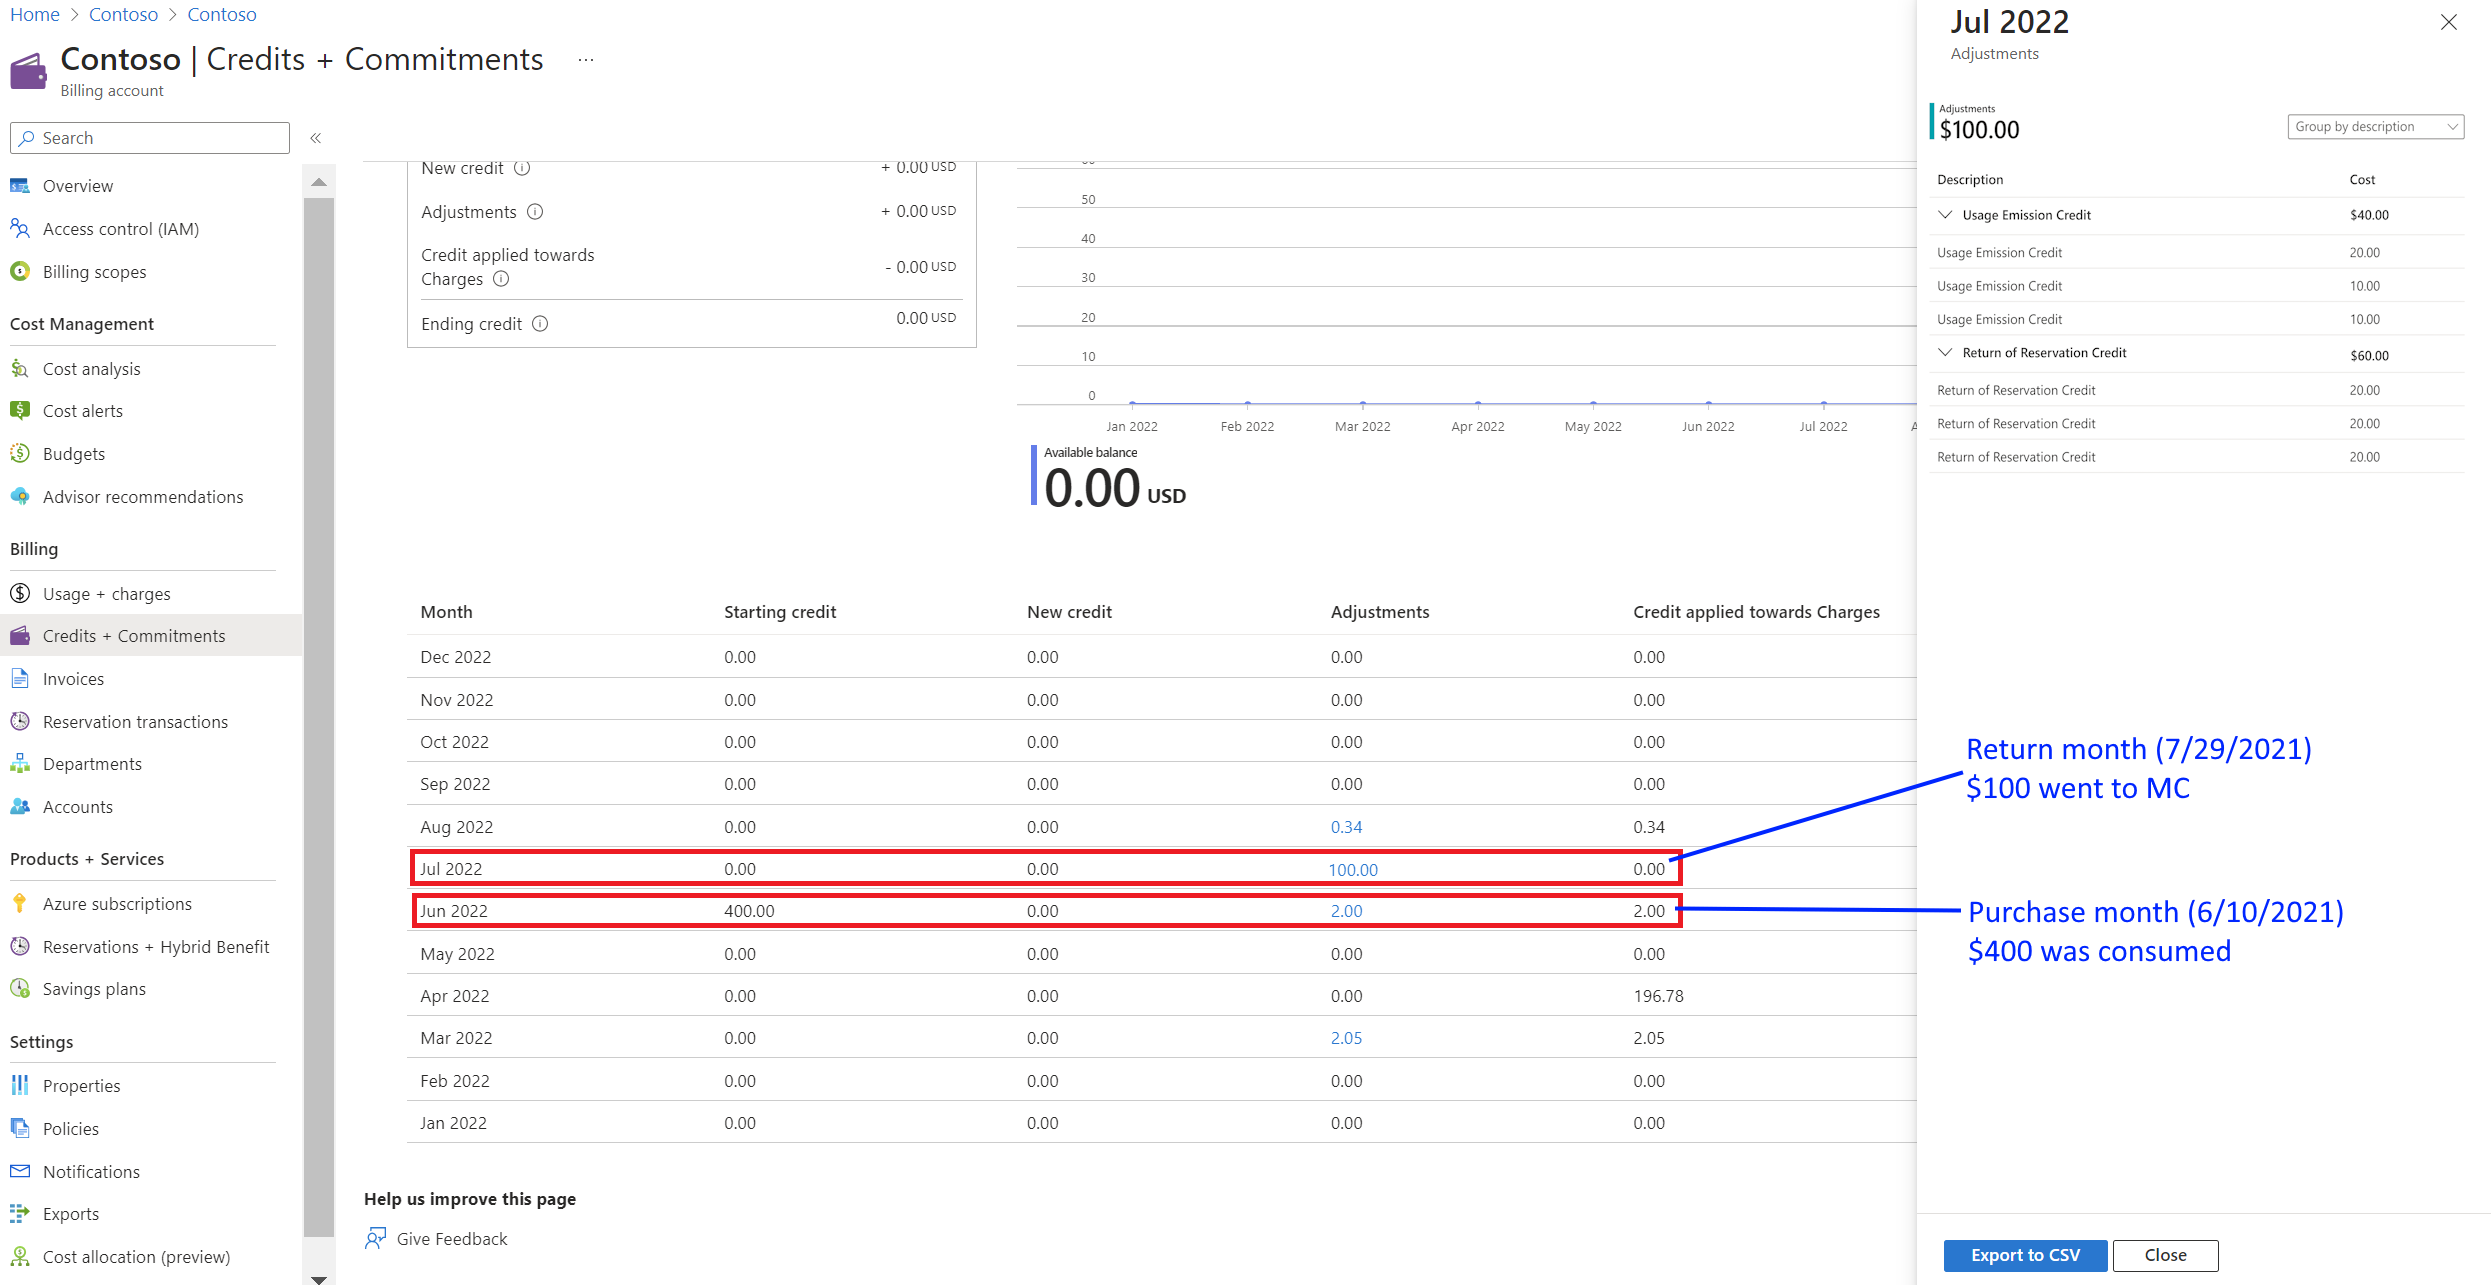 Home > Contoso > Contoso
Contoso | Credits + Commitments ...
Billing account
Search «
Overview
Access control (IAM)
Billing scopes
Cost Management
Cost analysis
Cost alerts
Budgets
Advisor recommendations
Billing
Usage + charges
Credits + Commitments
Invoices
Reservation transactions
Departments
Accounts
Products + Services
Azure subscriptions
Reservations + Hybrid Benefit
Savings plans
Settings
Properties
Policies
Notifications
Exports
Cost allocation (preview)
New credit + 0.00 USD
Adjustments + 0.00 USD
Credit applied towards
Charges - 0.00 USD
Ending credit 0.00 USD
50
40
30
20
10
0
Jan 2022 Feb 2022 Mar 2022 Apr 2022 May 2022 Jun 2022 Jul 2022 A
Available balance
0.00 USD
Month Starting credit New credit Adjustments Credit applied towards Charges
Dec 2022 0.00 0.00 0.00 0.00
Nov 2022 0.00 0.00 0.00 0.00
Oct 2022 0.00 0.00 0.00 0.00
Sep 2022 0.00 0.00 0.00 0.00
Aug 2022 0.00 0.00 0.34 0.34
Jul 2022 0.00 0.00 100.00 0.00
Jun 2022 400.00 0.00 2.00 2.00
May 2022 0.00 0.00 0.00 0.00
Apr 2022 0.00 0.00 0.00 196.78
Mar 2022 0.00 0.00 2.05 2.05
Feb 2022 0.00 0.00 0.00 0.00
Jan 2022 0.00 0.00 0.00 0.00
Help us improve this page
Give Feedback
Jul 2022
Adjustments
Adjustments
$100.00
Group by description
Description Cost
Usage Emission Credit $40.00
Usage Emission Credit 20.00
Usage Emission Credit 10.00
Usage Emission Credit 10.00
Return of Reservation Credit $60.00
Return of Reservation Credit 20.00
Return of Reservation Credit 20.00
Return of Reservation Credit 20.00
Return month (7/29/2021)
$100 went to MC
Purchase month (6/10/2021)
$400 was consumed
Export to CSV Close